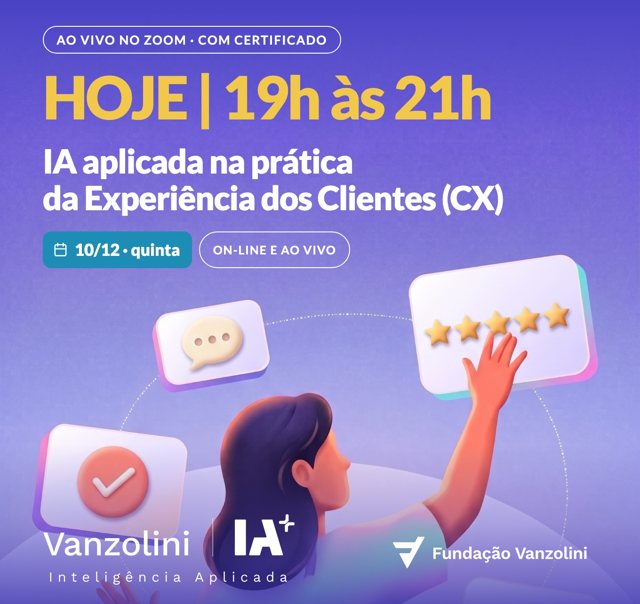 AO VIVO NO ZOOM · COM CERTIFICADO
HOJE | 19h às 21h
IA aplicada na prática
da Experiência dos Clientes (CX)
10/12 · quinta
ON-LINE E AO VIVO
Vanzolini | IA+
Inteligência Aplicada
Fundação Vanzolini